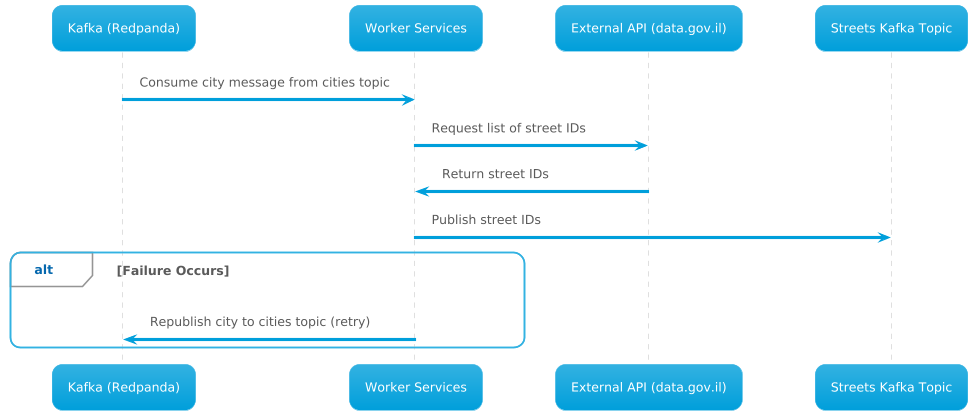 Kafka (Redpanda)
Worker Services
External API (data.gov.il)
Streets Kafka Topic
Consume city message from cities topic
Request list of street IDs
Return street IDs
Publish street IDs
alt
[Failure Occurs]
Republish city to cities topic (retry)
Kafka (Redpanda)
Worker Services
External API (data.gov.il)
Streets Kafka Topic